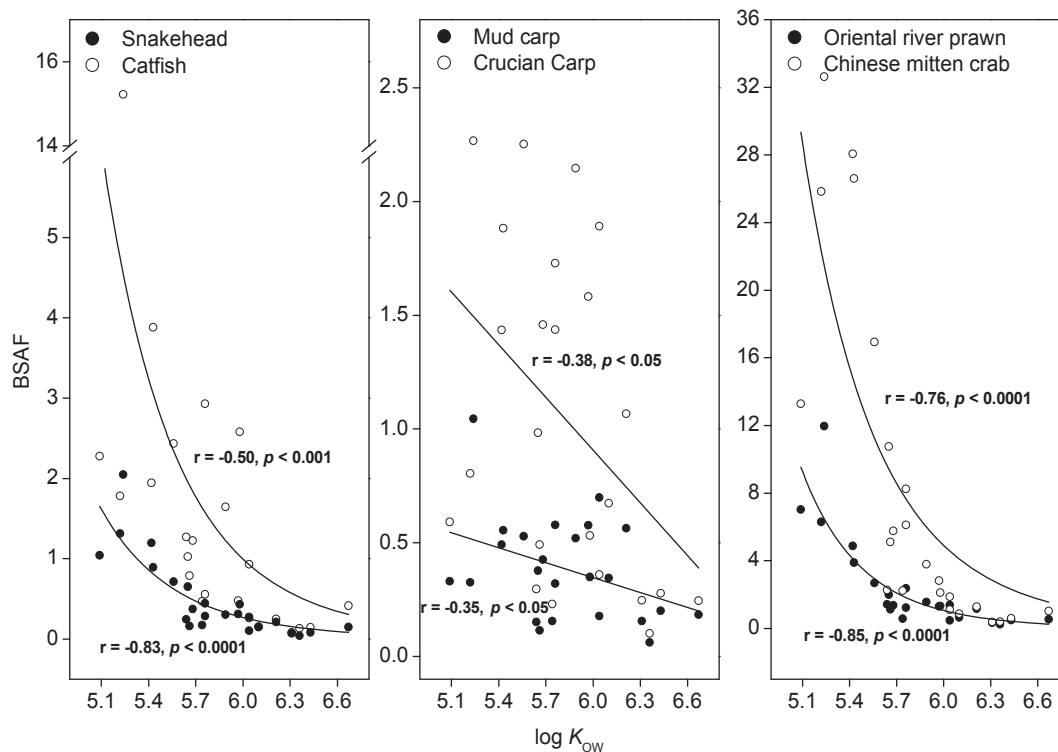 Snakehead
Catfish
16
14
5
4
3
2
1
0
BSAF
r = -0.50, p < 0.001
r = -0.83, p < 0.0001
5.1 5.4 5.7 6.0 6.3 6.6
Mud carp
Crucian Carp
2.5
2.0
1.5
1.0
0.5
0.0
r = -0.38, p < 0.05
r = -0.35, p < 0.05
5.1 5.4 5.7 6.0 6.3 6.6
log KOW
Oriental river prawn
Chinese mitten crab
36
32
28
24
20
16
12
8
4
0
r = -0.76, p < 0.0001
r = -0.85, p < 0.0001
5.1 5.4 5.7 6.0 6.3 6.6